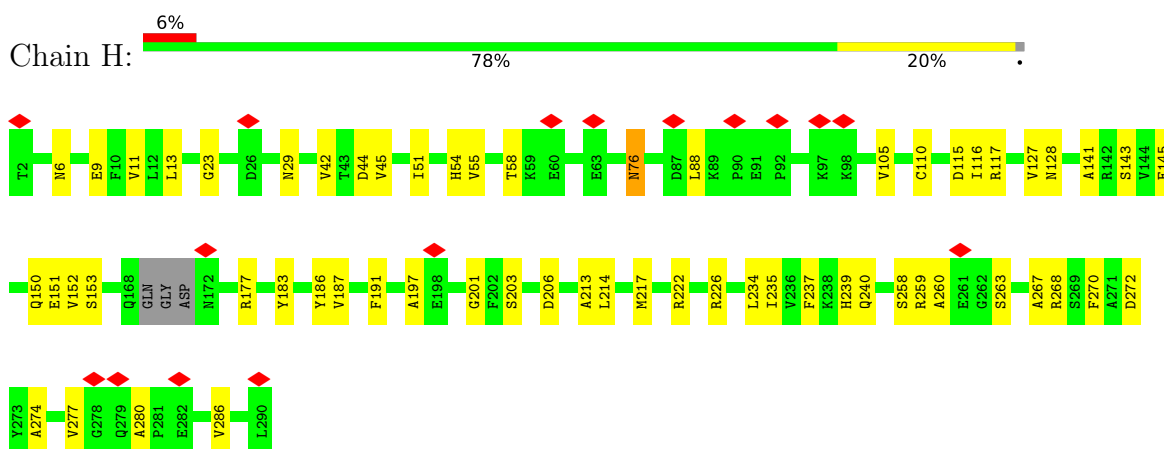 6%
Chain H:
78% 20% •
T2 N6 E9 F10 V11 L12 L13 G23 D26 N29 V42 T43 D44 V45 I51 H54 V55 T58 K59 E60 E63 N76 D87 L88 K89 P90 E91 P92 K97 K98 V105 C110 D115 I116 R117 V127 N128 A141 R142 S143 V144
Q150 E151 V152 S153 Q168 GLN GLY ASP N172 R177 Y183 Y186 V187 F191 A197 E198 G201 F202 S203 D206 A213 L214 M217 R222 R226 L234 I235 V236 F237 K238 H239 Q240 S258 R259 A260 E261 G262 S263 A267 R268 S269 F270 A271 D272
Y273 A274 V277 G278 Q279 A280 P281 E282 V286 L290